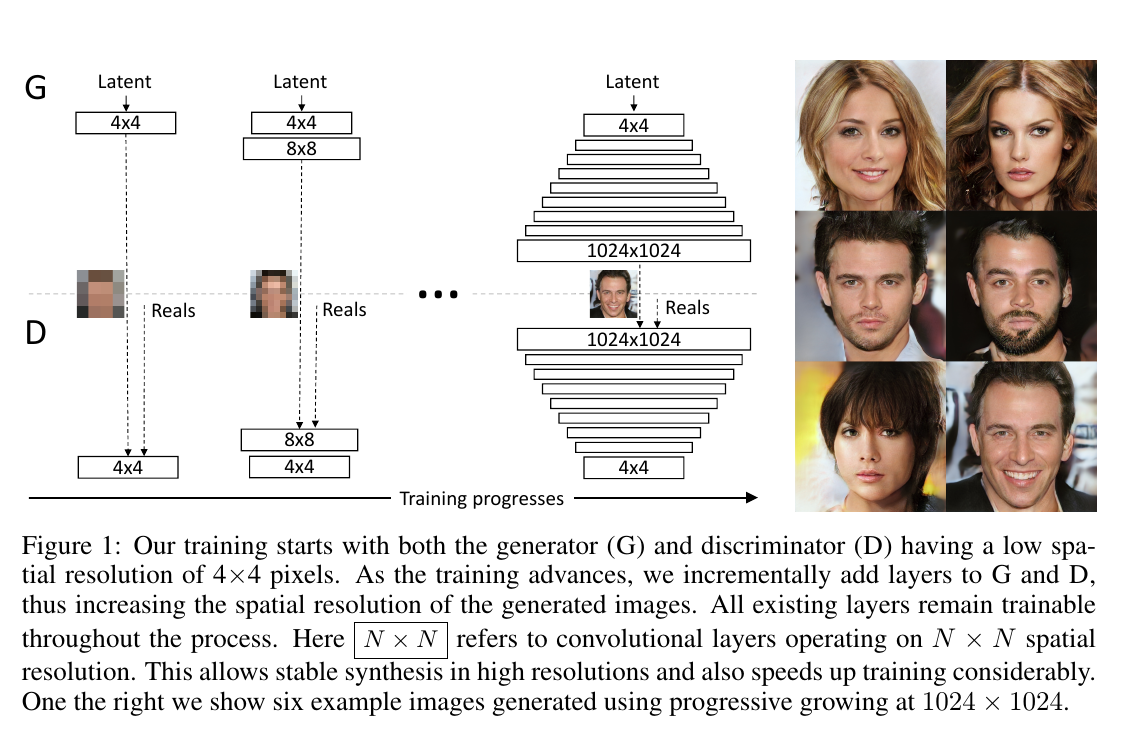 G
Latent
Latent
Latent
4x4
4x4
4x4
8x8
1024x1024
Reals
Reals
Reals
D
1024x1024
8x8
4x4
4x4
4x4
Training progresses
Figure 1: Our training starts with both the generator (G) and discriminator (D) having a low spa-
tial resolution of 4×4 pixels. As the training advances, we incrementally add layers to G and D,
thus increasing the spatial resolution of the generated images. All existing layers remain trainable
throughout the process. Here N × N refers to convolutional layers operating on N × N spatial
resolution. This allows stable synthesis in high resolutions and also speeds up training considerably.
One the right we show six example images generated using progressive growing at 1024 × 1024.